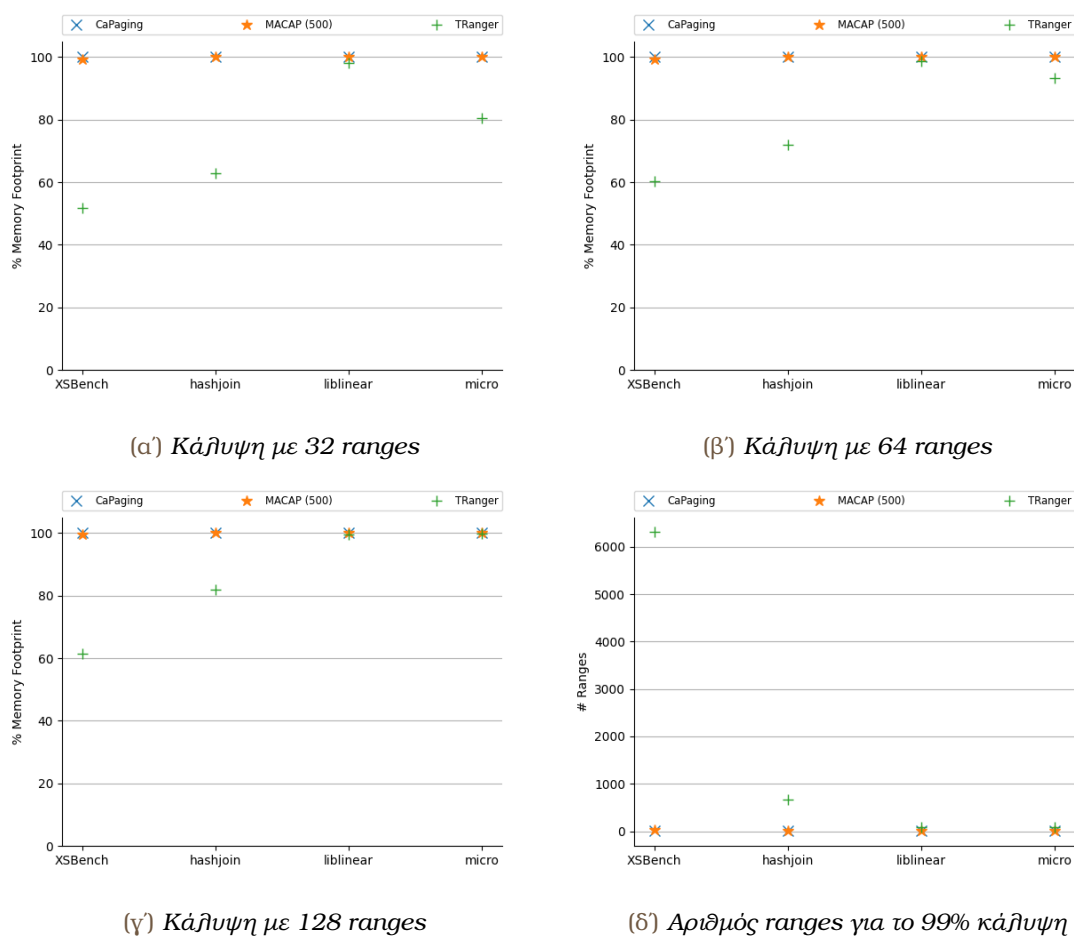 CaPaging MACAP (500) TRanger
CaPaging MACAP (500) TRanger
% Memory Footprint
100
80
60
40
20
0
XSBench hashjoin liblinear micro
% Memory Footprint
100
80
60
40
20
0
XSBench hashjoin liblinear micro
(α΄) Κάλυψη με 32 ranges
(β΄) Κάλυψη με 64 ranges
CaPaging MACAP (500) TRanger
CaPaging MACAP (500) TRanger
% Memory Footprint
100
80
60
40
20
0
XSBench hashjoin liblinear micro
# Ranges
6000
5000
4000
3000
2000
1000
0
XSBench hashjoin liblinear micro
(γ΄) Κάλυψη με 128 ranges
(δ΄) Αριθμός ranges για το 99% κάλυψη